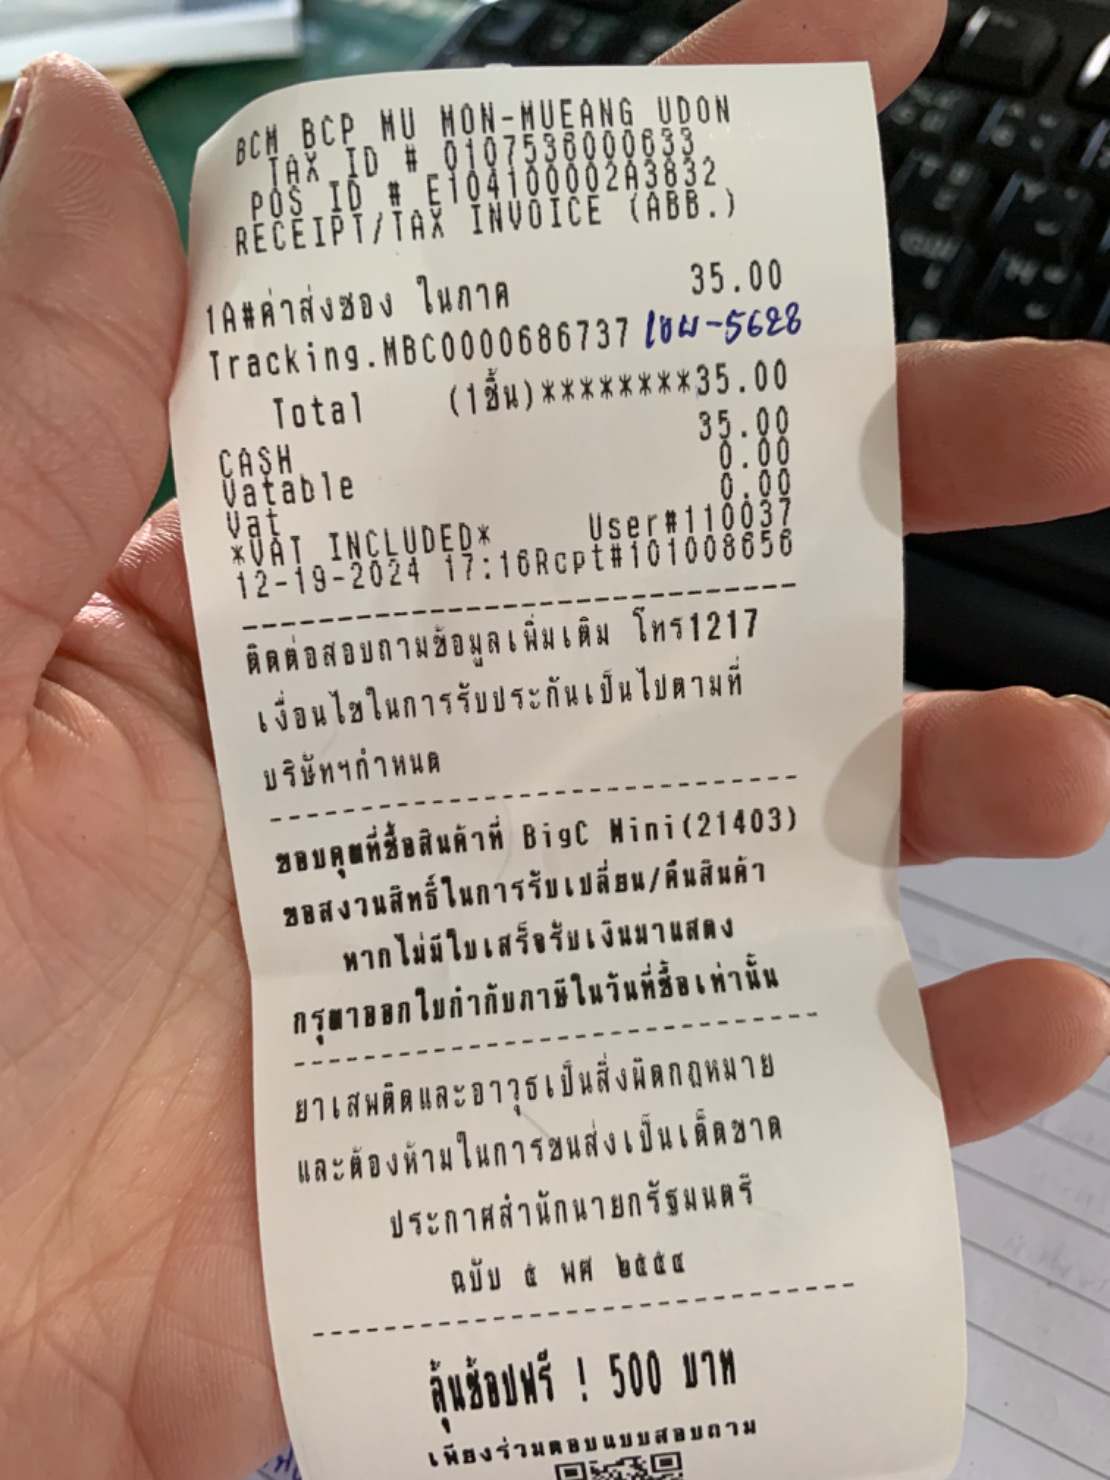 BCM BCP MU MON-MUEANG UDON
TAX ID # 0107536000633
POS ID # E104100002A3832
RECEIPT/TAX INVOICE (ABB.)
1A#ค่าส่งซอง ในภาค 35.00
Tracking.MBC0000686737 เขผ-5628
Total (1ชิ้น)********35.00
CASH 35.00
Vatable 0.00
Vat 0.00
*VAT INCLUDED* User#110037
12-19-2024 17:16Rcpt#101008656
ติดต่อสอบถามข้อมูลเพิ่มเติม โทร1217
เงื่อนไขในการรับประกันเป็นไปตามที่
บริษัทฯกำหนด
ขอบคุณที่ซื้อสินค้าที่ BigC Mini(21403)
ขอสงวนสิทธิ์ในการรับเปลี่ยน/คืนสินค้า
หากไม่มีใบเสร็จรับเงินมาแสดง
กรุณาออกใบกำกับภาษีในวันที่ซื้อเท่านั้น
ยาเสพติดและอาวุธเป็นสิ่งผิดกฎหมาย
และต้องห้ามในการขนส่งเป็นเด็ดขาด
ประกาศสำนักนายกรัฐมนตรี
ฉบับ ๕ พศ ๒๕๕๔
ลุ้นช้อปฟรี ! 500 บาท
เพียงร่วมตอบแบบสอบถาม